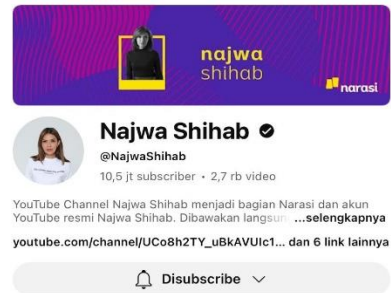 najwa
shihab
narasi
Najwa Shihab
@NajwaShihab
10,5 jt subscriber • 2,7 rb video
YouTube Channel Najwa Shihab menjadi bagian Narasi dan akun
YouTube resmi Najwa Shihab. Dibawakan langsun ...selengkapnya
youtube.com/channel/UCo8h2TY_uBkAVUIc1... dan 6 link lainnya
Disubscribe